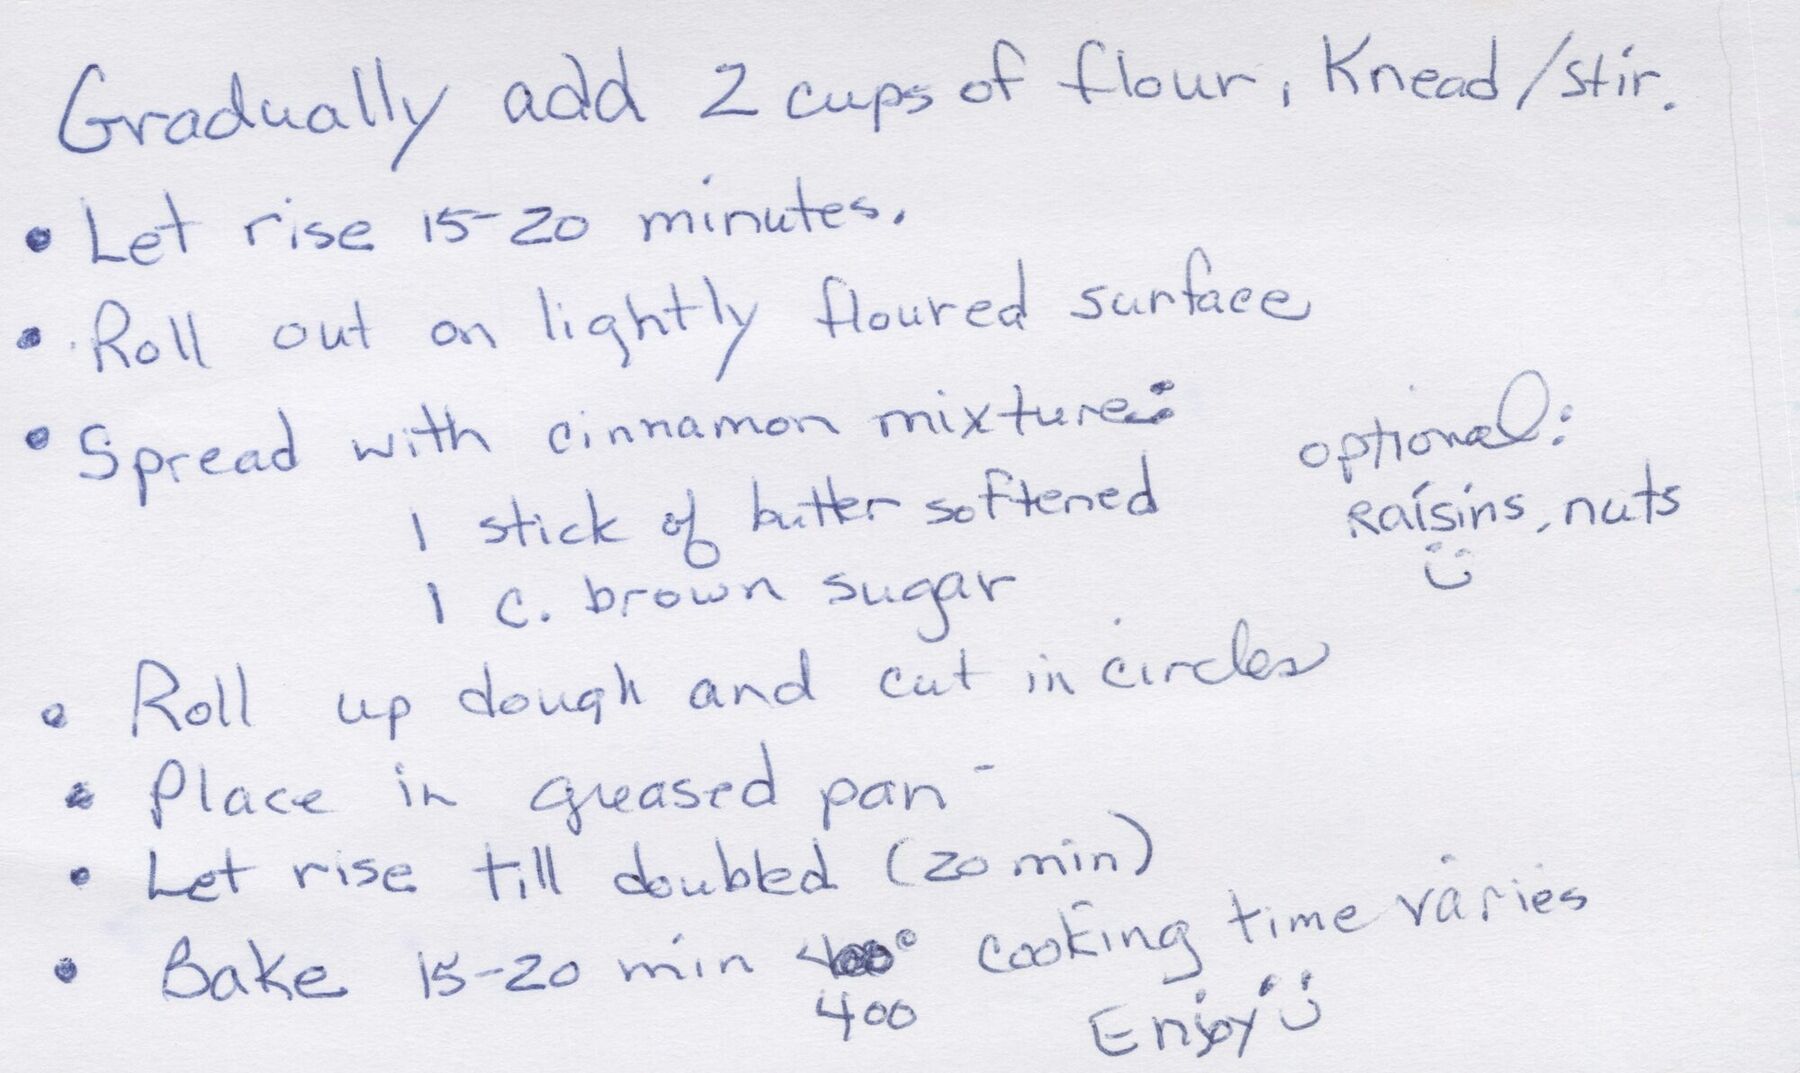 Gradually add 2 cups of flour, Knead/stir.
• Let rise 15-20 minutes.
• Roll out on lightly floured surface
• Spread with cinnamon mixture:
1 stick of butter softened
1 c. brown sugar
optional:
Raisins, nuts
• Roll up dough and cut in circles
• Place in greased pan -
• Let rise till doubled (20 min)
• Bake 15-20 min 400° cooking time varies
400
Enjoy